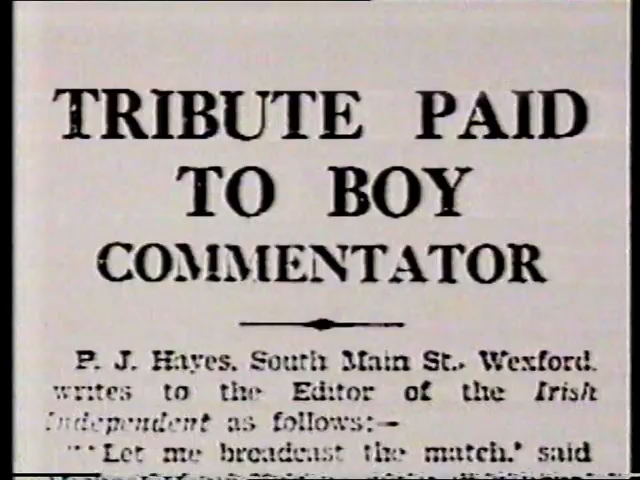 TRIBUTE PAID
TO BOY
COMMENTATOR
P. J. Hayes, South Main St., Wexford,
writes to the Editor of the Irish
Independent as follows:—
"'Let me broadcast the match,' said